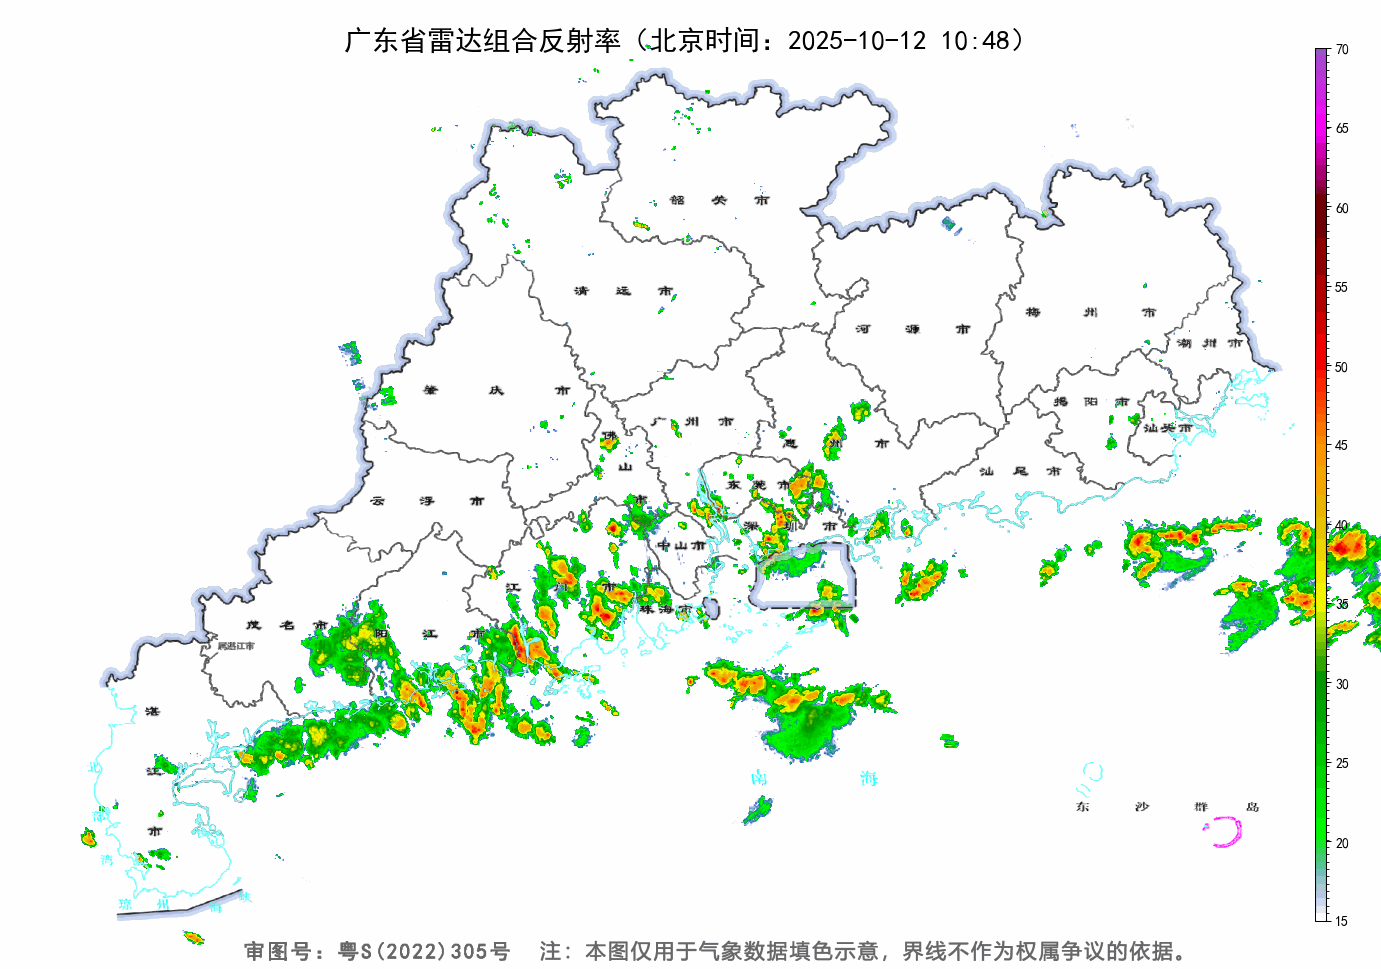 广东省雷达组合反射率（北京时间：2025-10-12 10:48）
70
65
60
55
50
45
40
35
30
25
20
15
韶关市
清远市
河源市
梅州市
潮州市
肇庆市
广州市
佛山市
惠州市
揭阳市
汕头市
汕尾市
云浮市
东莞市
深圳市
中山市
江门市
珠海市
茂名市
属湛江市
阳江市
湛江市
北部湾
琼州海峡
南海
东沙群岛
审图号：粤S(2022)305号 注：本图仅用于气象数据填色示意，界线不作为权属争议的依据。